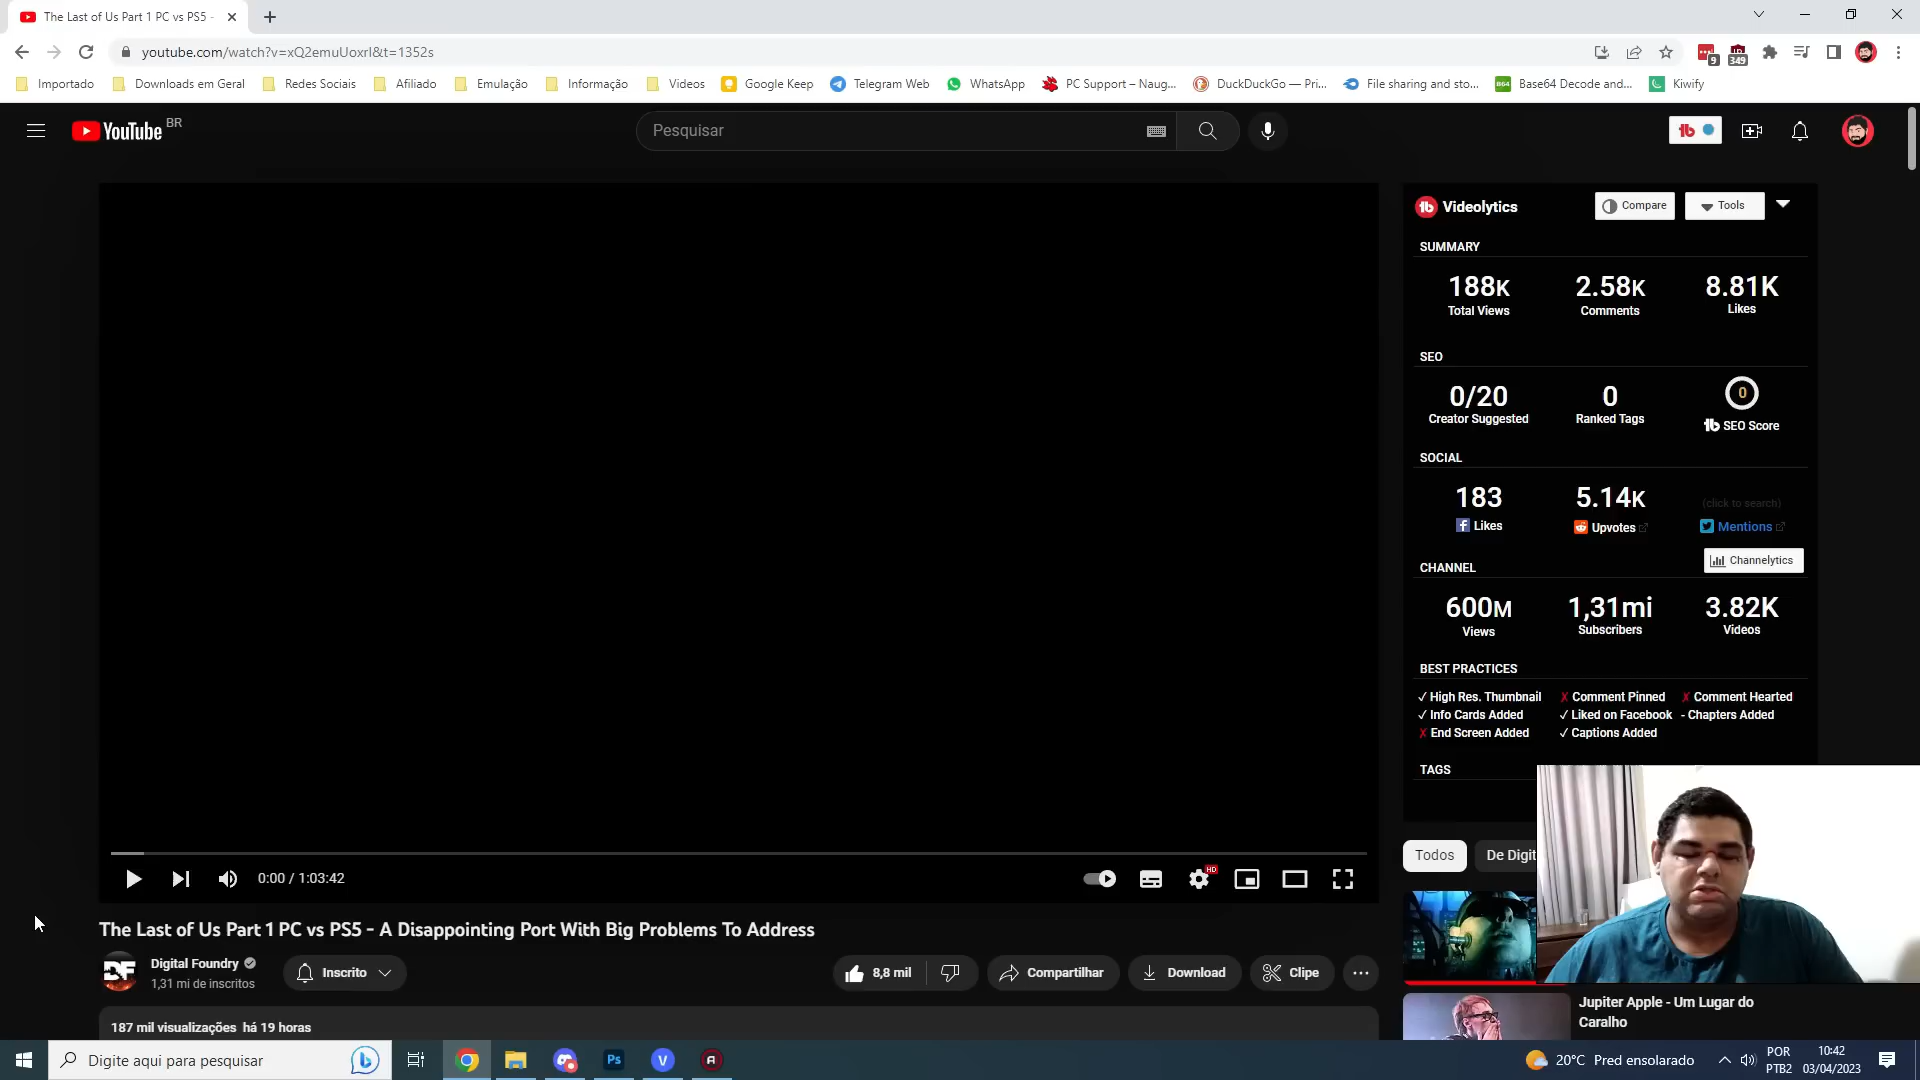 The Last of Us Part 1 PC vs PS5 -
youtube.com/watch?v=xQ2emuUoxrI&t=1352s
9
349
Importado
Downloads em Geral
Redes Sociais
Afiliado
Emulação
Informação
Videos
Google Keep
Telegram Web
WhatsApp
PC Support – Naug...
DuckDuckGo — Pri...
File sharing and sto...
Base64 Decode and...
Kiwify
YouTube BR
Pesquisar
Videolytics
Compare
Tools
SUMMARY
188K
2.58K
8.81K
Total Views
Comments
Likes
SEO
0/20
0
0
Creator Suggested
Ranked Tags
SEO Score
SOCIAL
183
5.14K
(click to search)
Likes
Upvotes
Mentions
CHANNEL
Channelytics
600M
1,31mi
3.82K
Views
Subscribers
Videos
BEST PRACTICES
✓ High Res. Thumbnail
✗ Comment Pinned
✗ Comment Hearted
✓ Info Cards Added
✓ Liked on Facebook
- Chapters Added
✗ End Screen Added
✓ Captions Added
TAGS
0:00 / 1:03:42
HD
Todos
De Digit
The Last of Us Part 1 PC vs PS5 - A Disappointing Port With Big Problems To Address
DF
Digital Foundry
1,31 mi de inscritos
Inscrito
8,8 mil
Compartilhar
Download
Clipe
187 mil visualizações há 19 horas
Jupiter Apple - Um Lugar do
Caralho
Digite aqui para pesquisar
Ps
V
20°C Pred ensolarado
POR
PTB2
10:42
03/04/2023